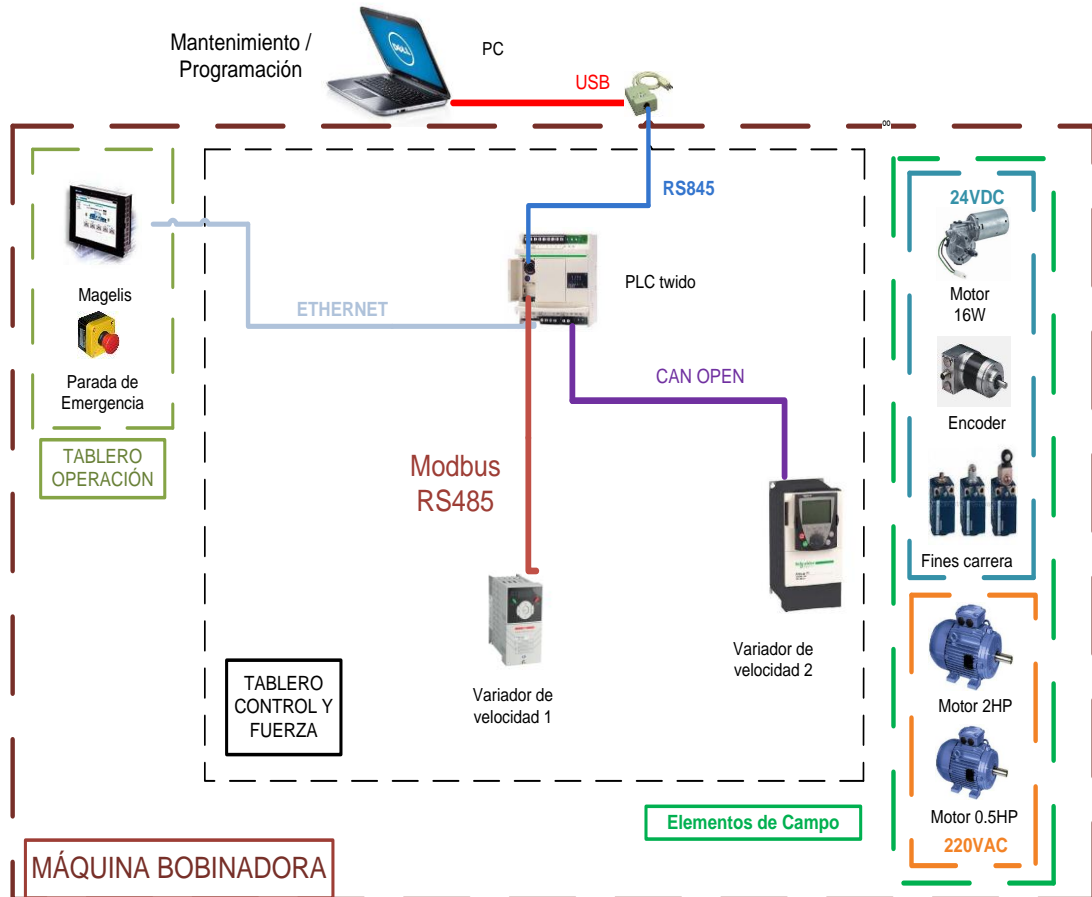 Mantenimiento /
Programación
PC
DELL
USB
00
RS845
24VDC
PLC twido
Magelis
ETHERNET
Motor
16W
Parada de
Emergencia
CAN OPEN
Encoder
TABLERO
OPERACIÓN
Modbus
RS485
Fines carrera
Variador de
velocidad 2
TABLERO
CONTROL Y
FUERZA
Variador de
velocidad 1
Motor 2HP
Elementos de Campo
Motor 0.5HP
220VAC
MÁQUINA BOBINADORA